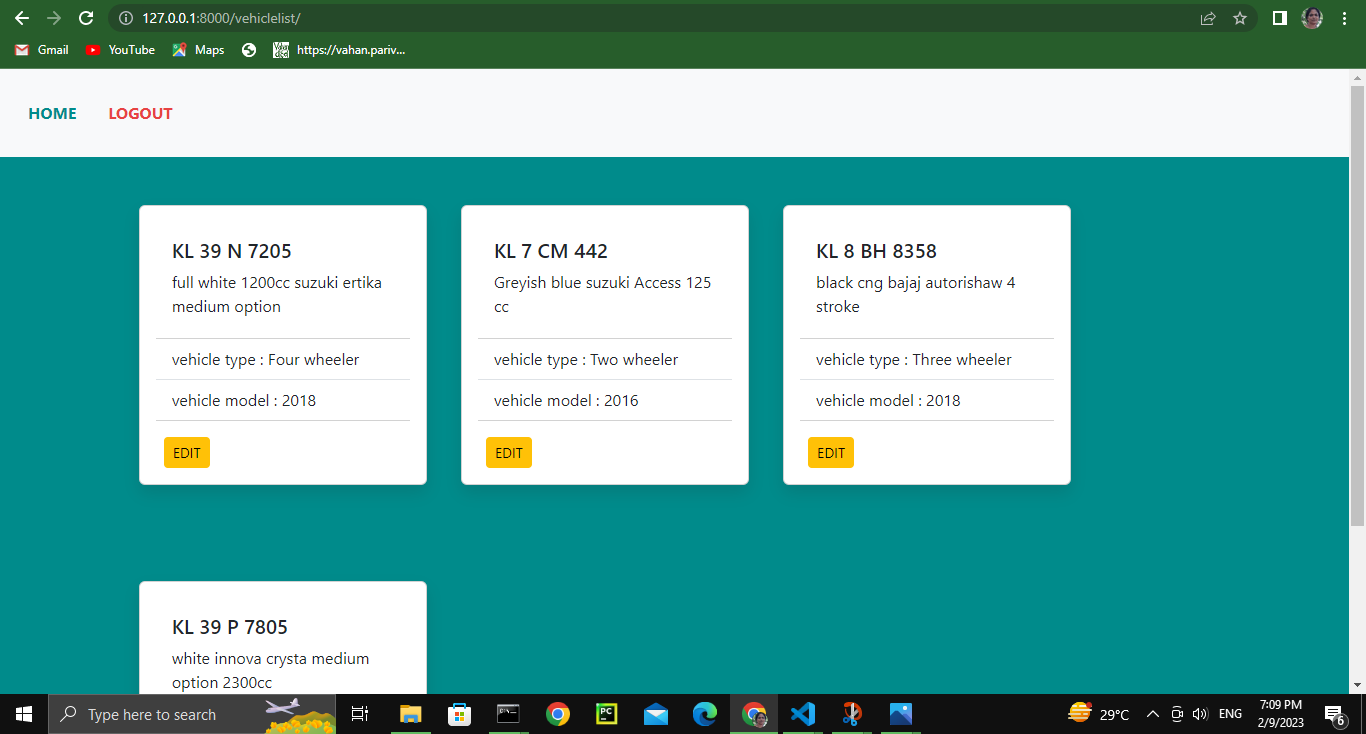 127.0.0.1:8000/vehiclelist/
Gmail YouTube Maps https://vahan.pariv...
HOME LOGOUT
KL 39 N 7205
full white 1200cc suzuki ertika
medium option
vehicle type : Four wheeler
vehicle model : 2018
EDIT
KL 7 CM 442
Greyish blue suzuki Access 125
cc
vehicle type : Two wheeler
vehicle model : 2016
EDIT
KL 8 BH 8358
black cng bajaj autorishaw 4
stroke
vehicle type : Three wheeler
vehicle model : 2018
EDIT
KL 39 P 7805
white innova crysta medium
option 2300cc
Type here to search
PC
29°C
ENG
7:09 PM
2/9/2023
6